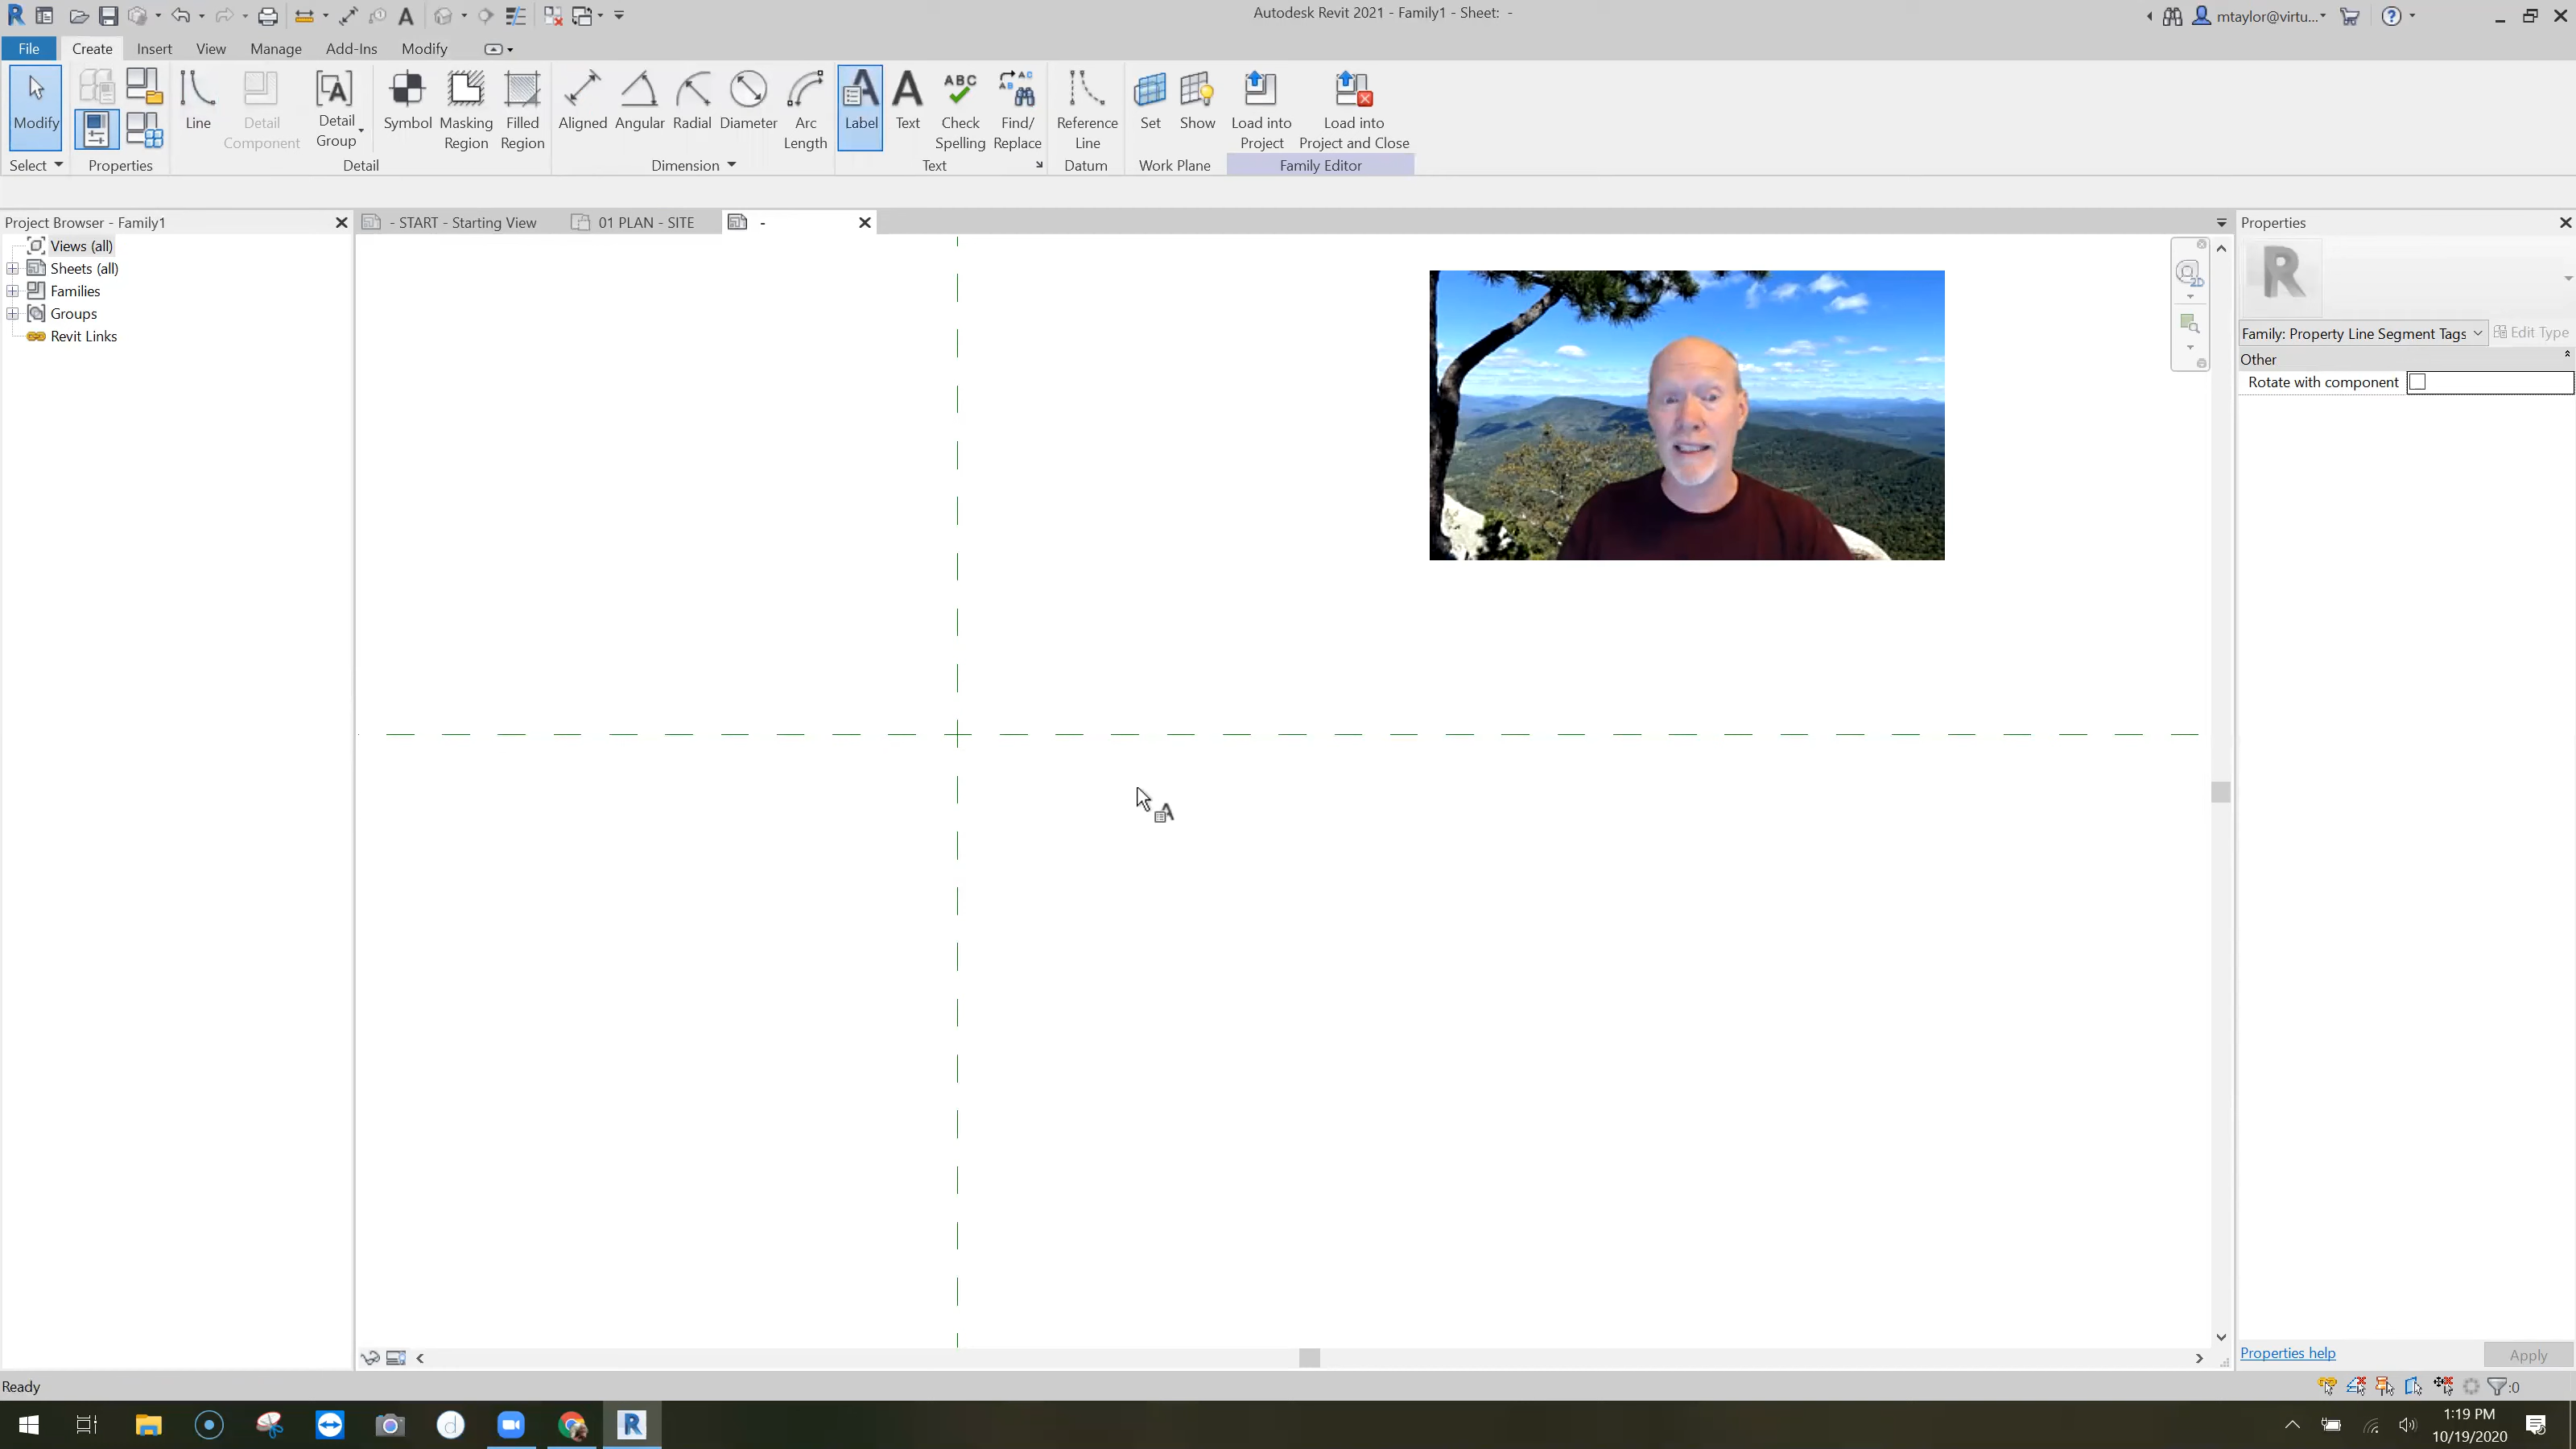 Autodesk Revit 2021 - Family1 - Sheet: -
mtaylor@virtu...
File Create Insert View Manage Add-Ins Modify
Modify
Line
Detail Component
Detail Group
Symbol
Masking Region
Filled Region
Aligned
Angular
Radial
Diameter
Arc Length
Label
Text
ABC
Check Spelling
Find/ Replace
Reference Line
Set
Show
Load into Project
Load into Project and Close
Select Properties Detail Dimension Text Datum Work Plane Family Editor
Project Browser - Family1
- START - Starting View
01 PLAN - SITE
-
Properties
Views (all)
Sheets (all)
Families
Groups
Revit Links
2D
Family: Property Line Segment Tags
Edit Type
Other
Rotate with component
Properties help
Apply
Ready
:0
1:19 PM
10/19/2020